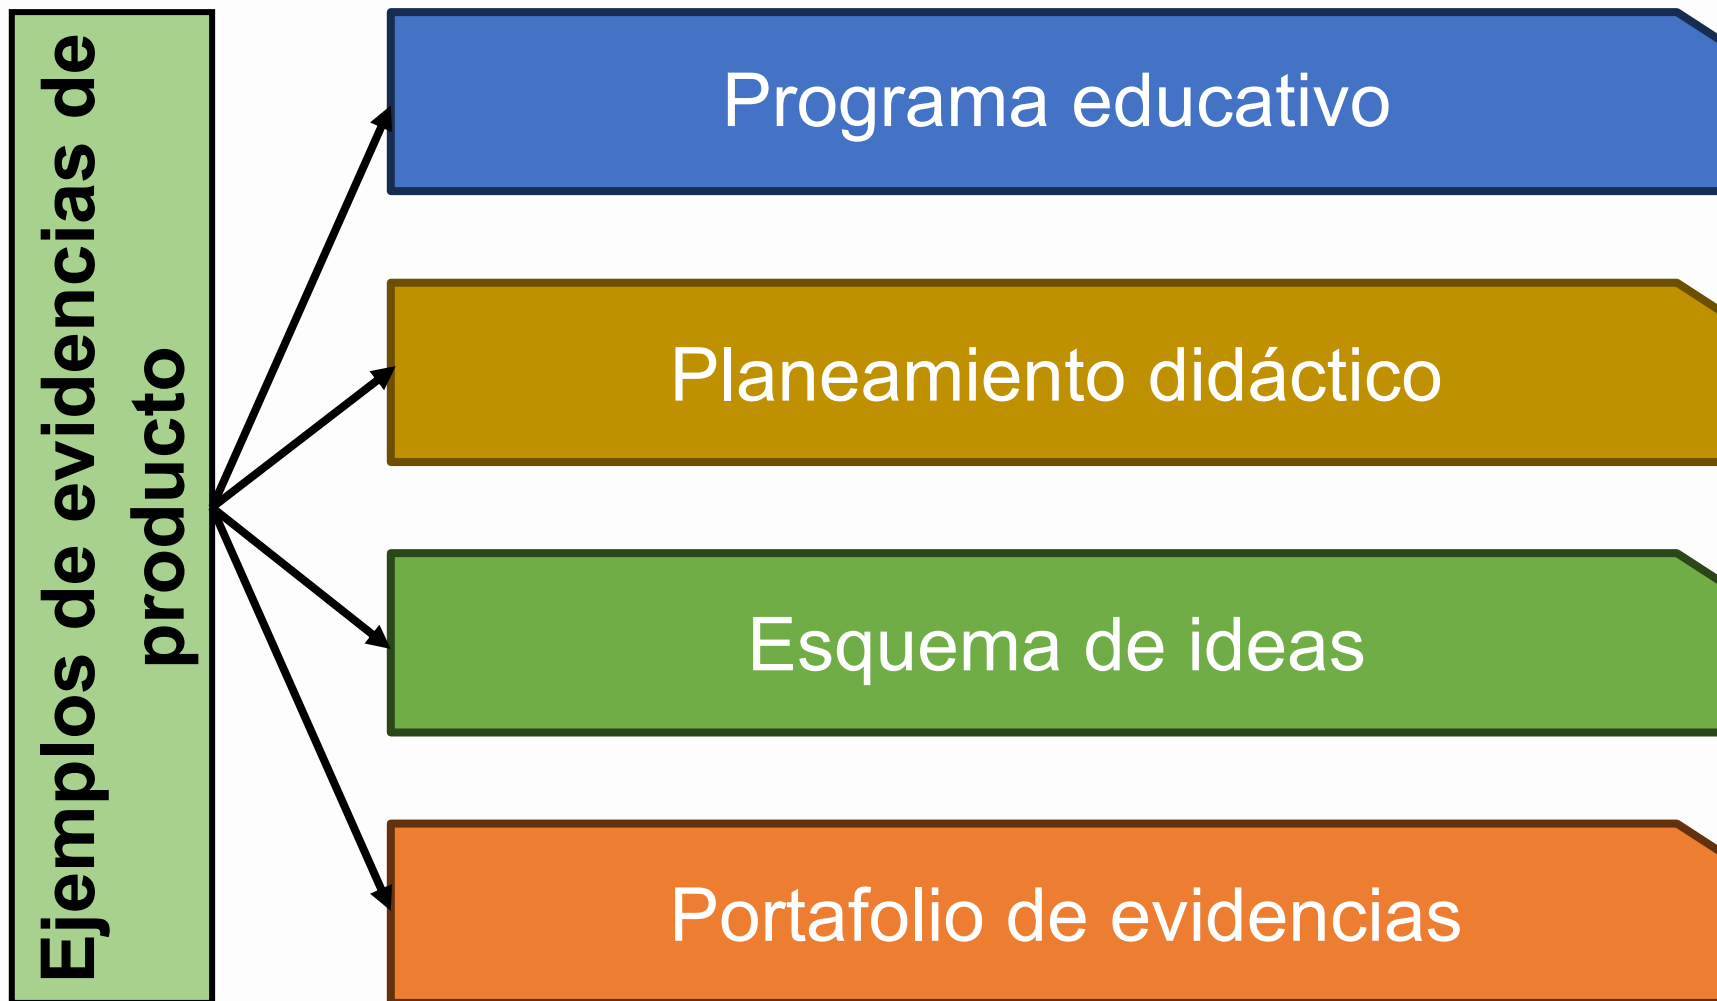 Ejemplos de evidencias de
producto
Programa educativo
Planeamiento didáctico
Esquema de ideas
Portafolio de evidencias